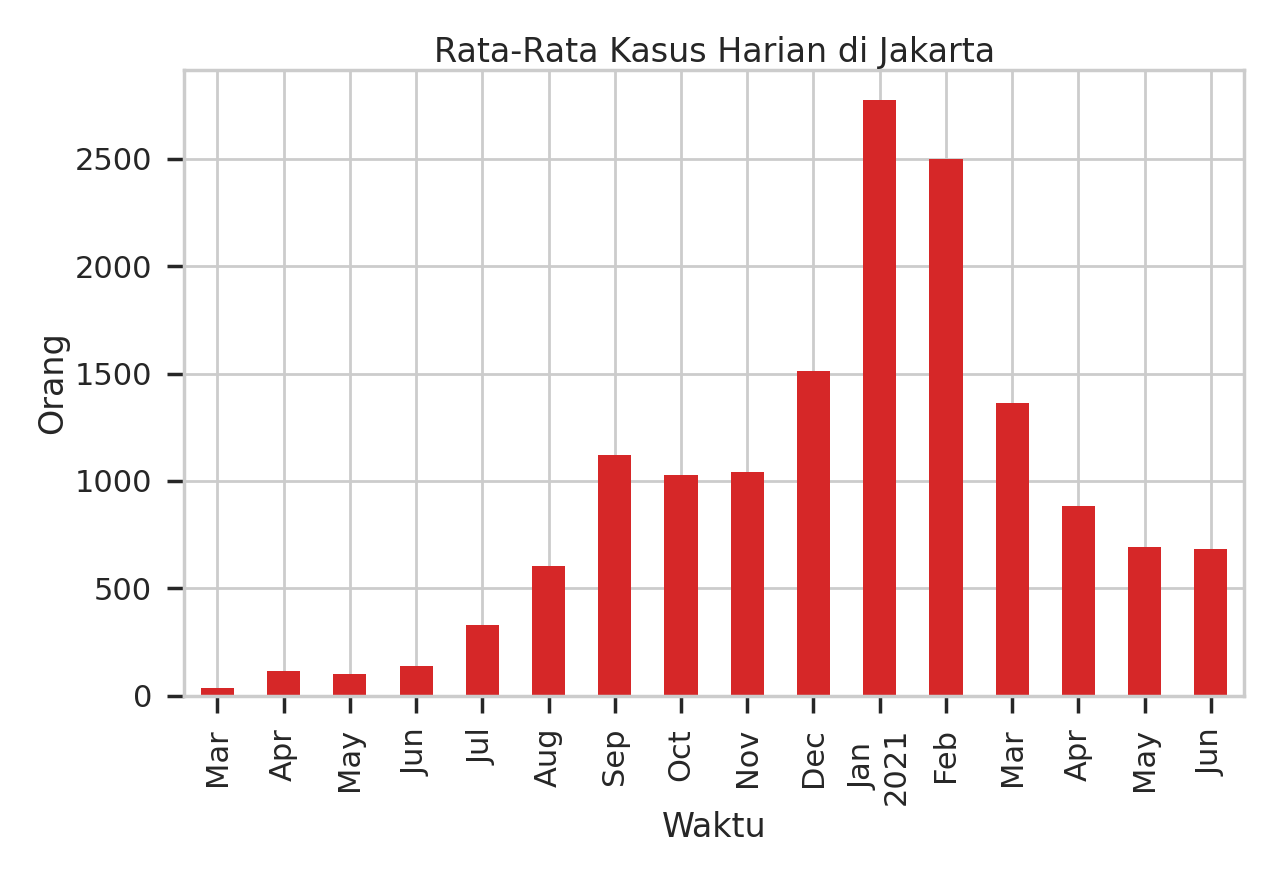 Rata-Rata Kasus Harian di Jakarta
Orang
2500
2000
1500
1000
500
0
Mar
Apr
May
Jun
Jul
Aug
Sep
Oct
Nov
Dec
Jan
2021
Feb
Mar
Apr
May
Jun
Waktu